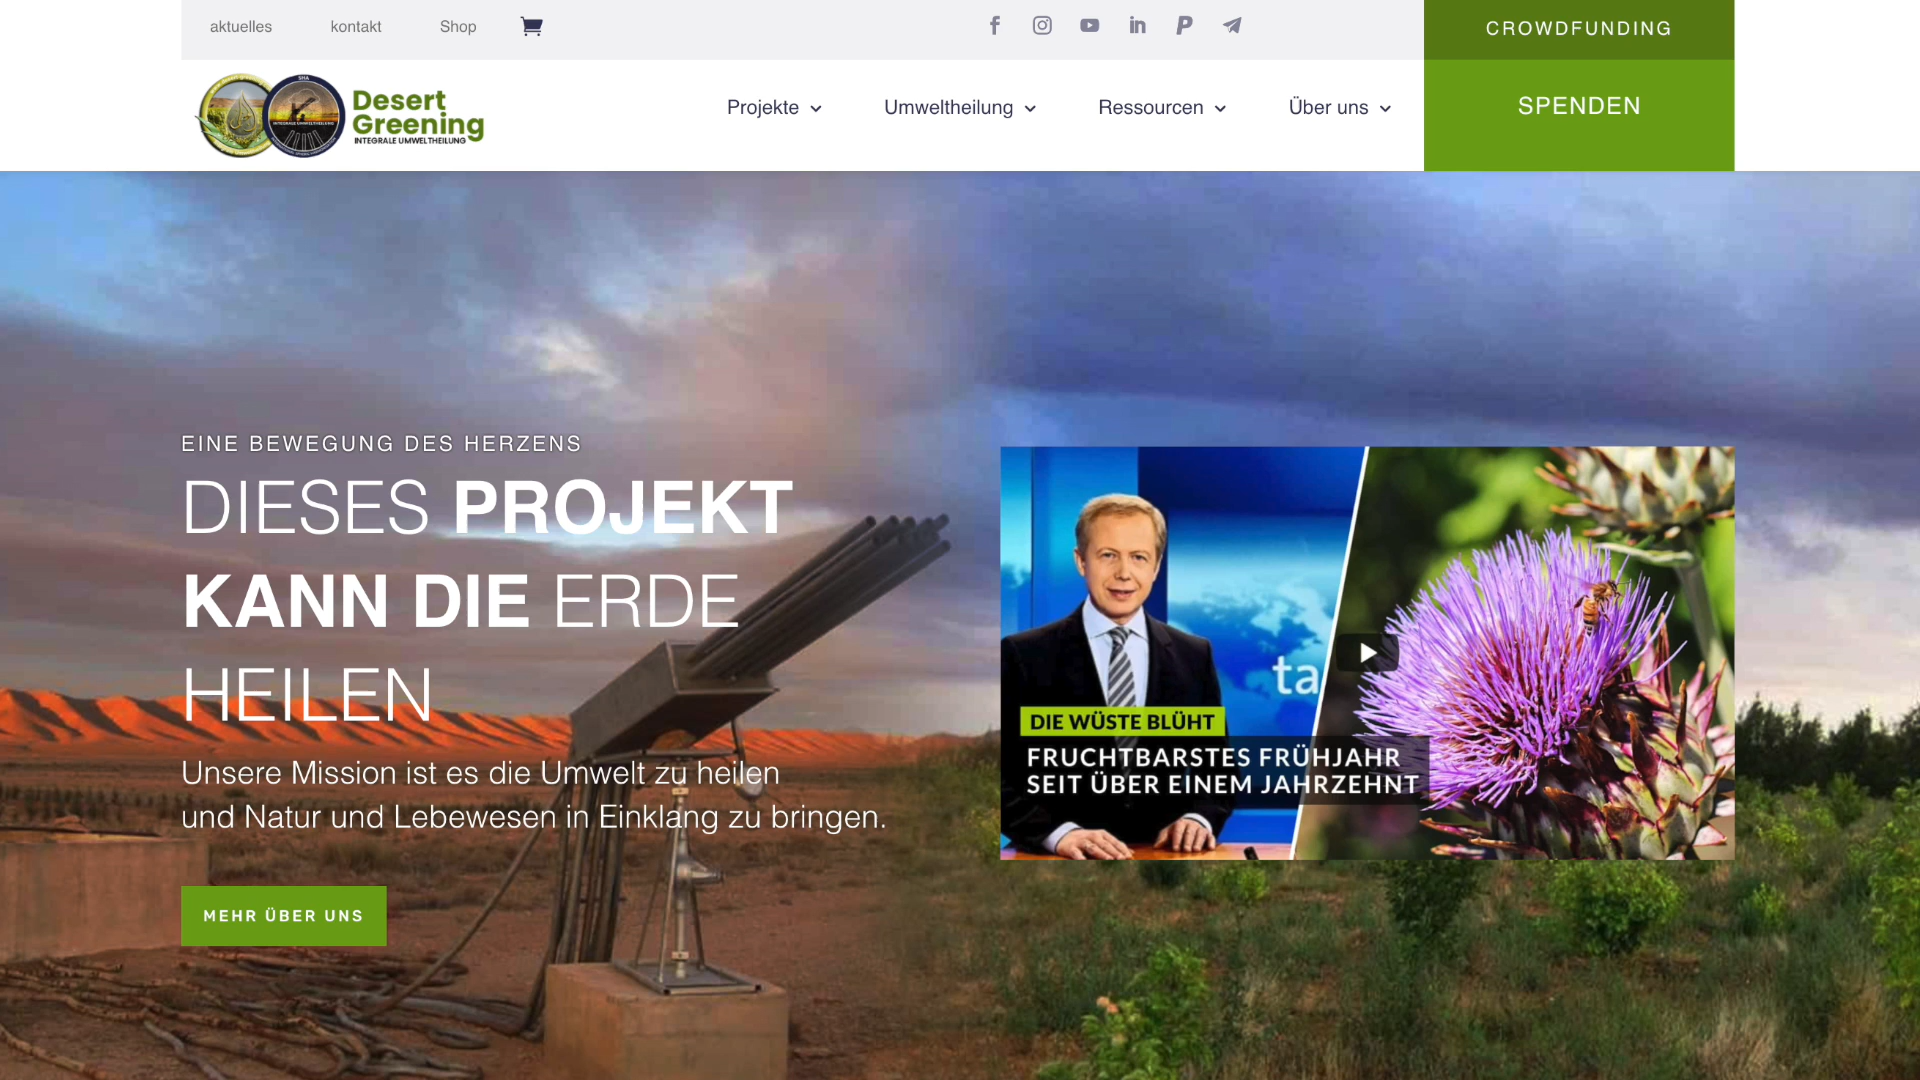 aktuelles
kontakt
Shop
CROWDFUNDING
Desert
Greening
INTEGRALE UMWELTHEILUNG
Projekte
Umweltheilung
Ressourcen
Über uns
SPENDEN
EINE BEWEGUNG DES HERZENS
DIESES PROJEKT
KANN DIE ERDE
HEILEN
Unsere Mission ist es die Umwelt zu heilen
und Natur und Lebewesen in Einklang zu bringen.
MEHR ÜBER UNS
ta
DIE WÜSTE BLÜHT
FRUCHTBARSTES FRÜHJAHR
SEIT ÜBER EINEM JAHRZEHNT